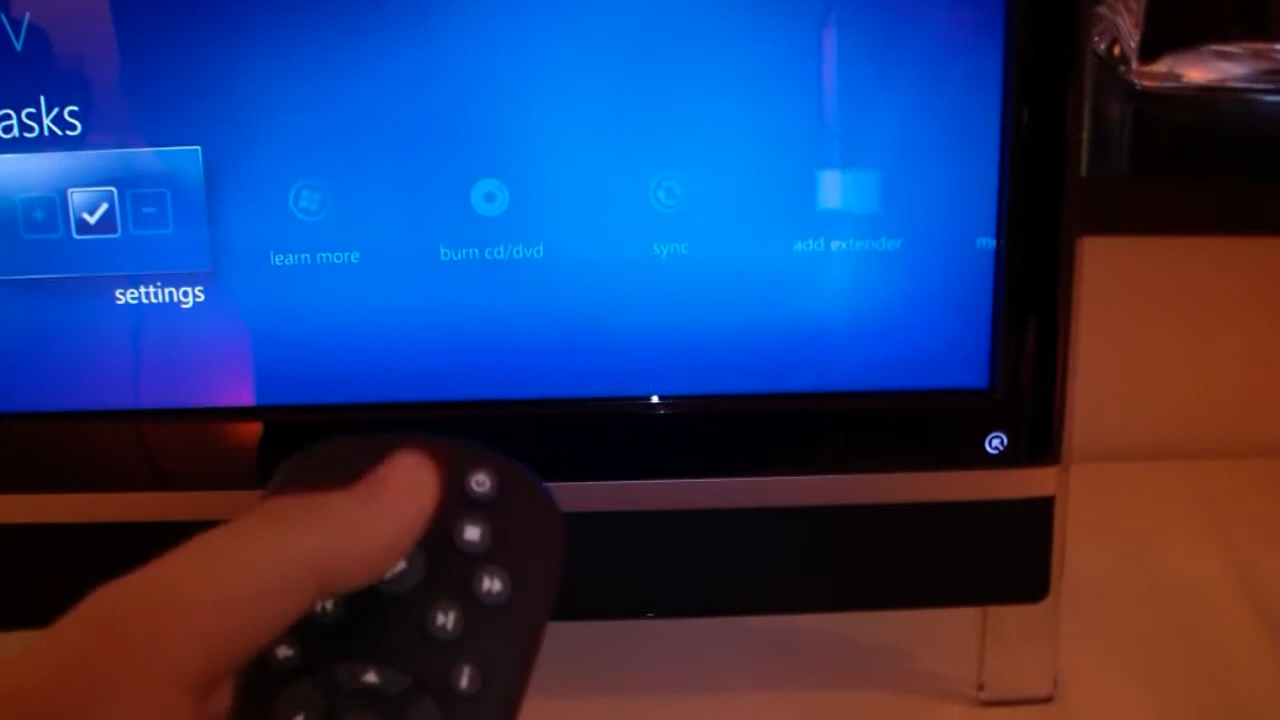 asks
settings
learn more
burn cd/dvd
sync
add extender